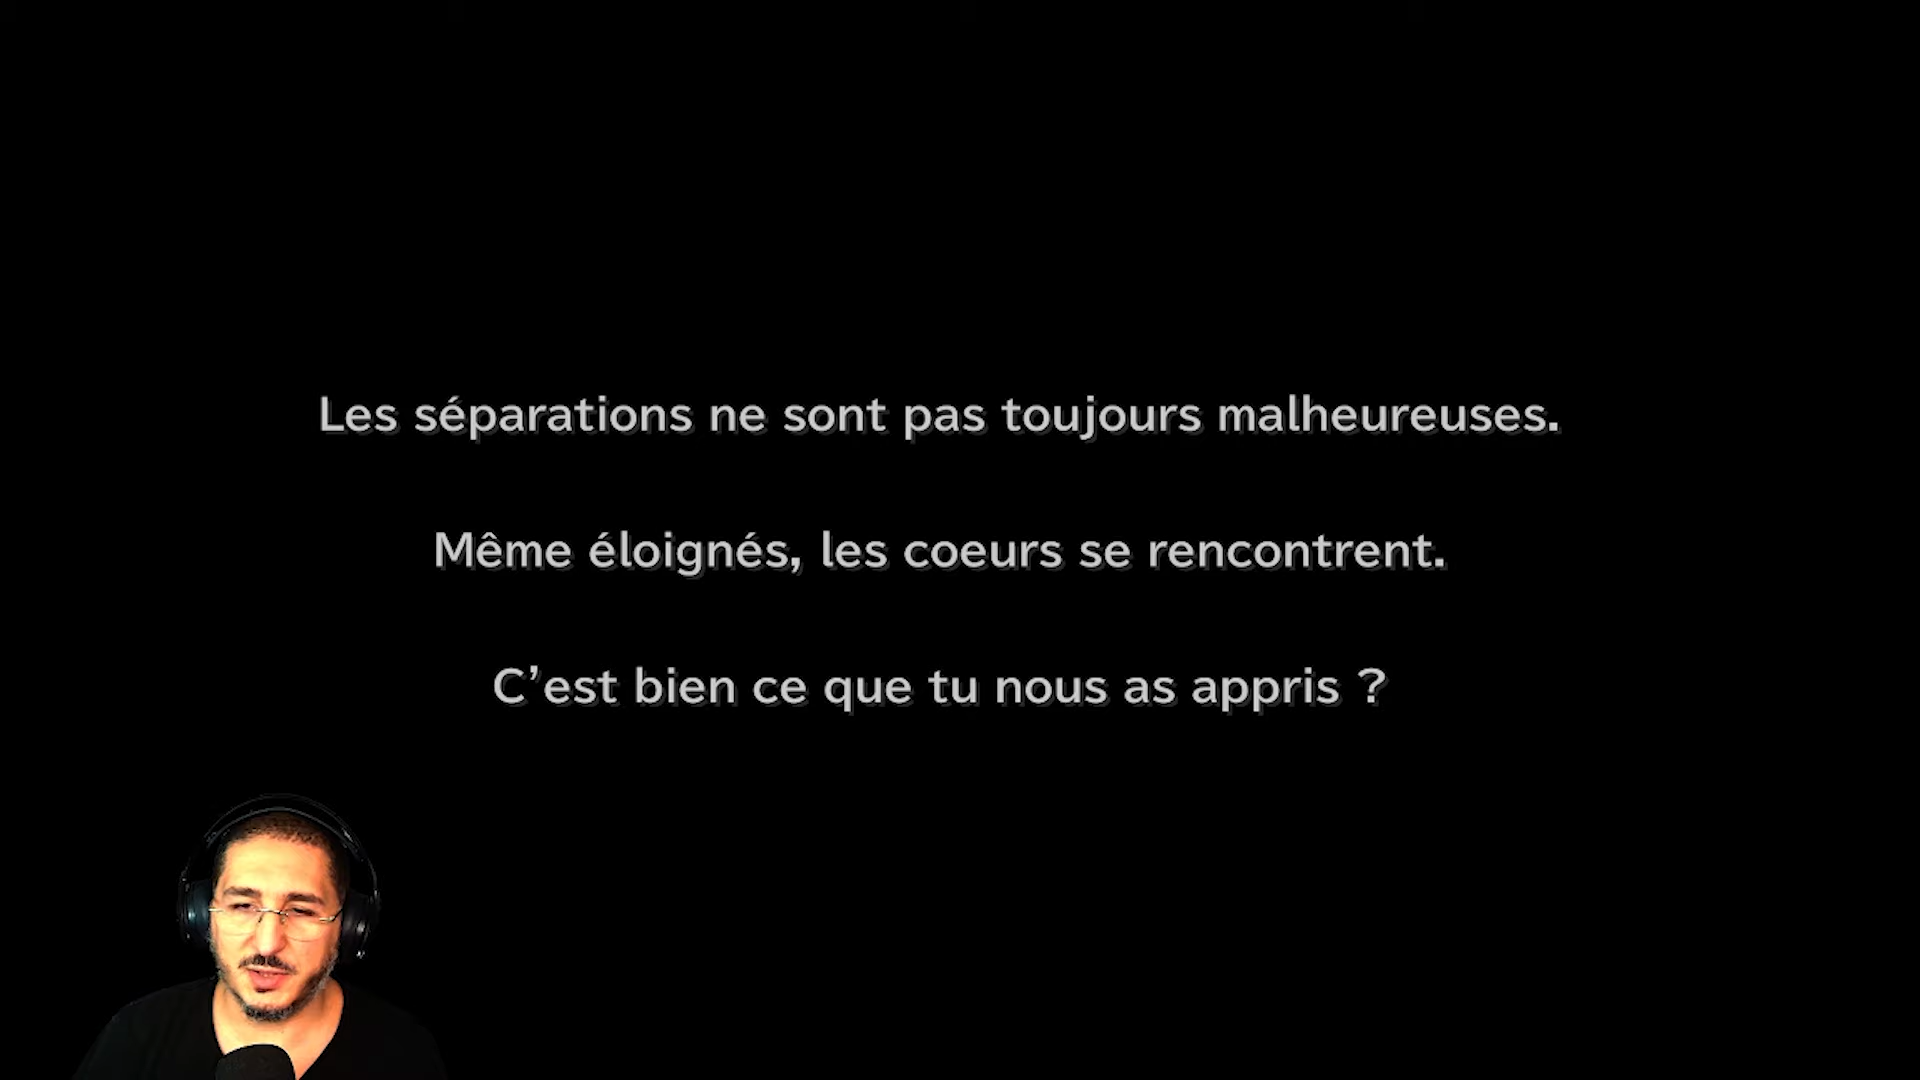 Les séparations ne sont pas toujours malheureuses.
Même éloignés, les coeurs se rencontrent.
C’est bien ce que tu nous as appris ?